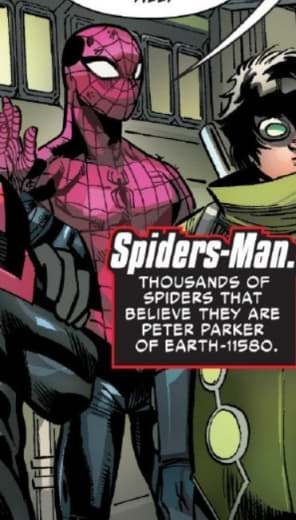 Spiders-Man.
THOUSANDS OF
SPIDERS THAT
BELIEVE THEY ARE
PETER PARKER
OF EARTH-11580.